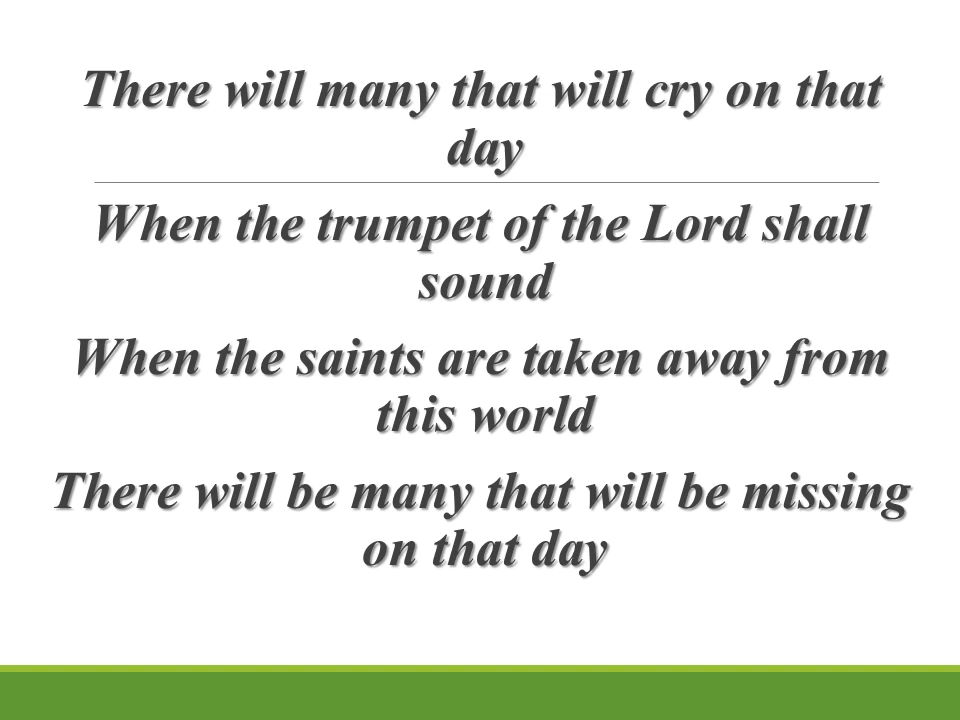 There will many that will cry on that
day
When the trumpet of the Lord shall
sound
When the saints are taken away from
this world
There will be many that will be missing
on that day